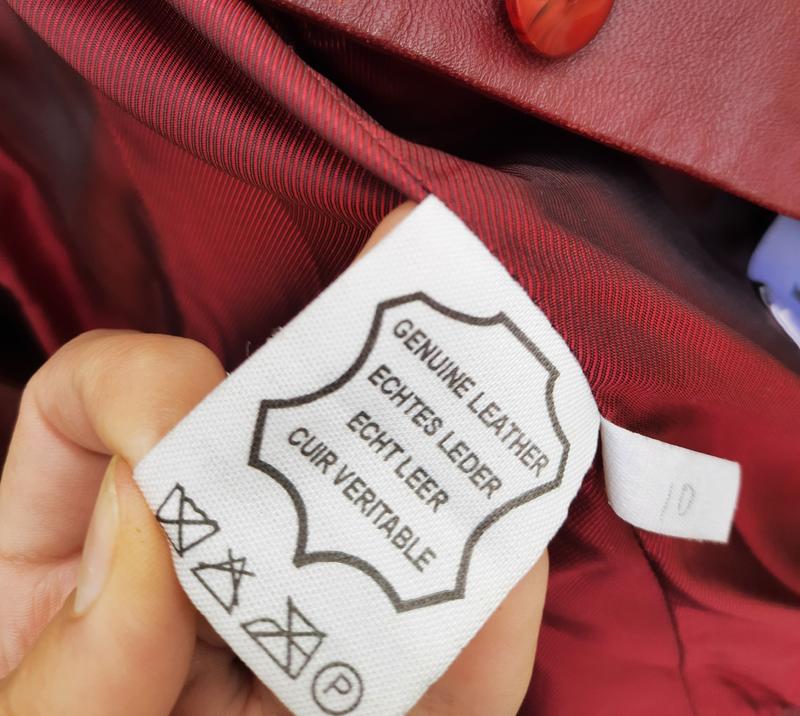 GENUINE LEATHER
ECHTES LEDER
ECHT LEER
CUIR VERITABLE
P
10